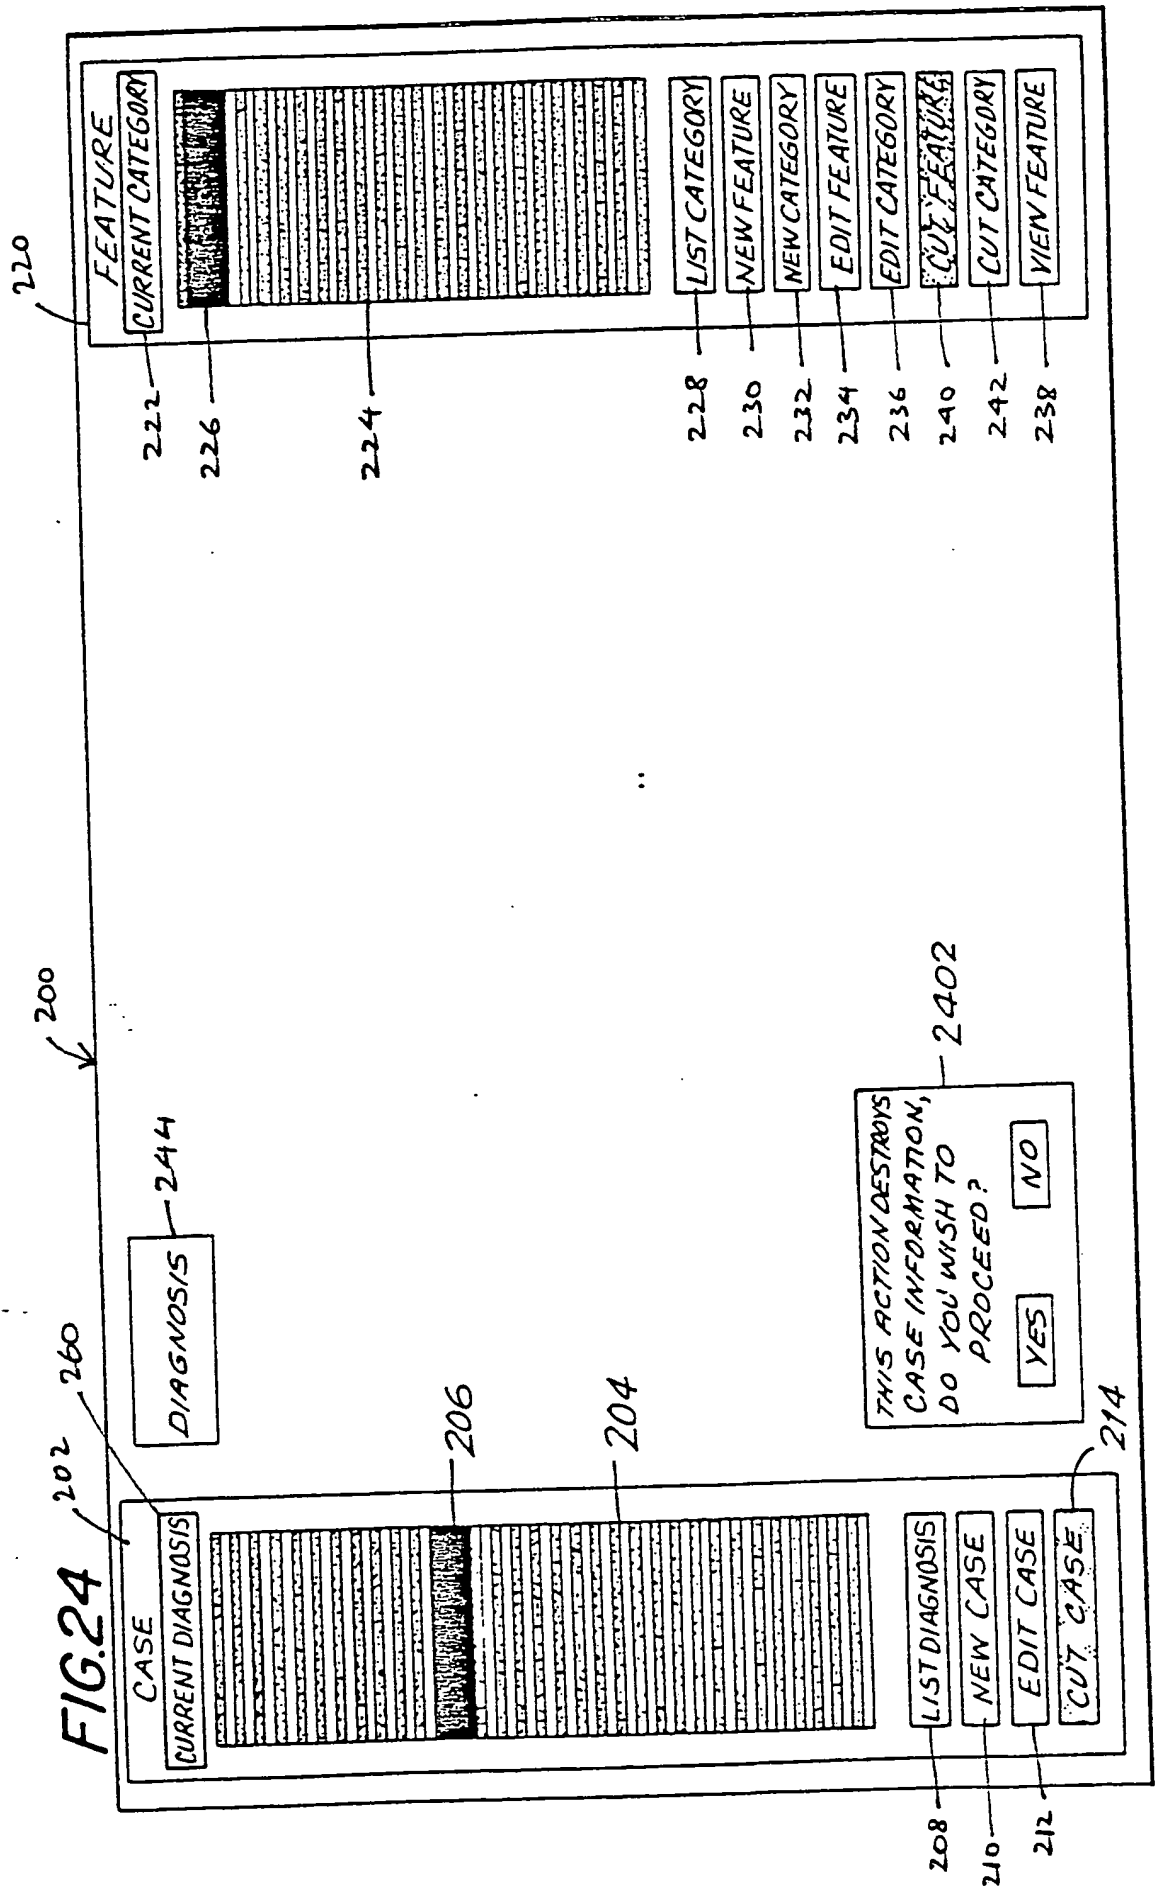 FIG.24
200
202
260
CASE
CURRENT DIAGNOSIS
206
204
LIST DIAGNOSIS
NEW CASE
EDIT CASE
CUT CASE
208
210
212
214
DIAGNOSIS
244
THIS ACTION DESTROYS
CASE INFORMATION,
DO YOU WISH TO
PROCEED?
YES
NO
2402
220
FEATURE
CURRENT CATEGORY
222
226
224
228
LIST CATEGORY
230
NEW FEATURE
232
NEW CATEGORY
234
EDIT FEATURE
236
EDIT CATEGORY
240
CUT FEATURE
242
CUT CATEGORY
238
VIEN FEATURE